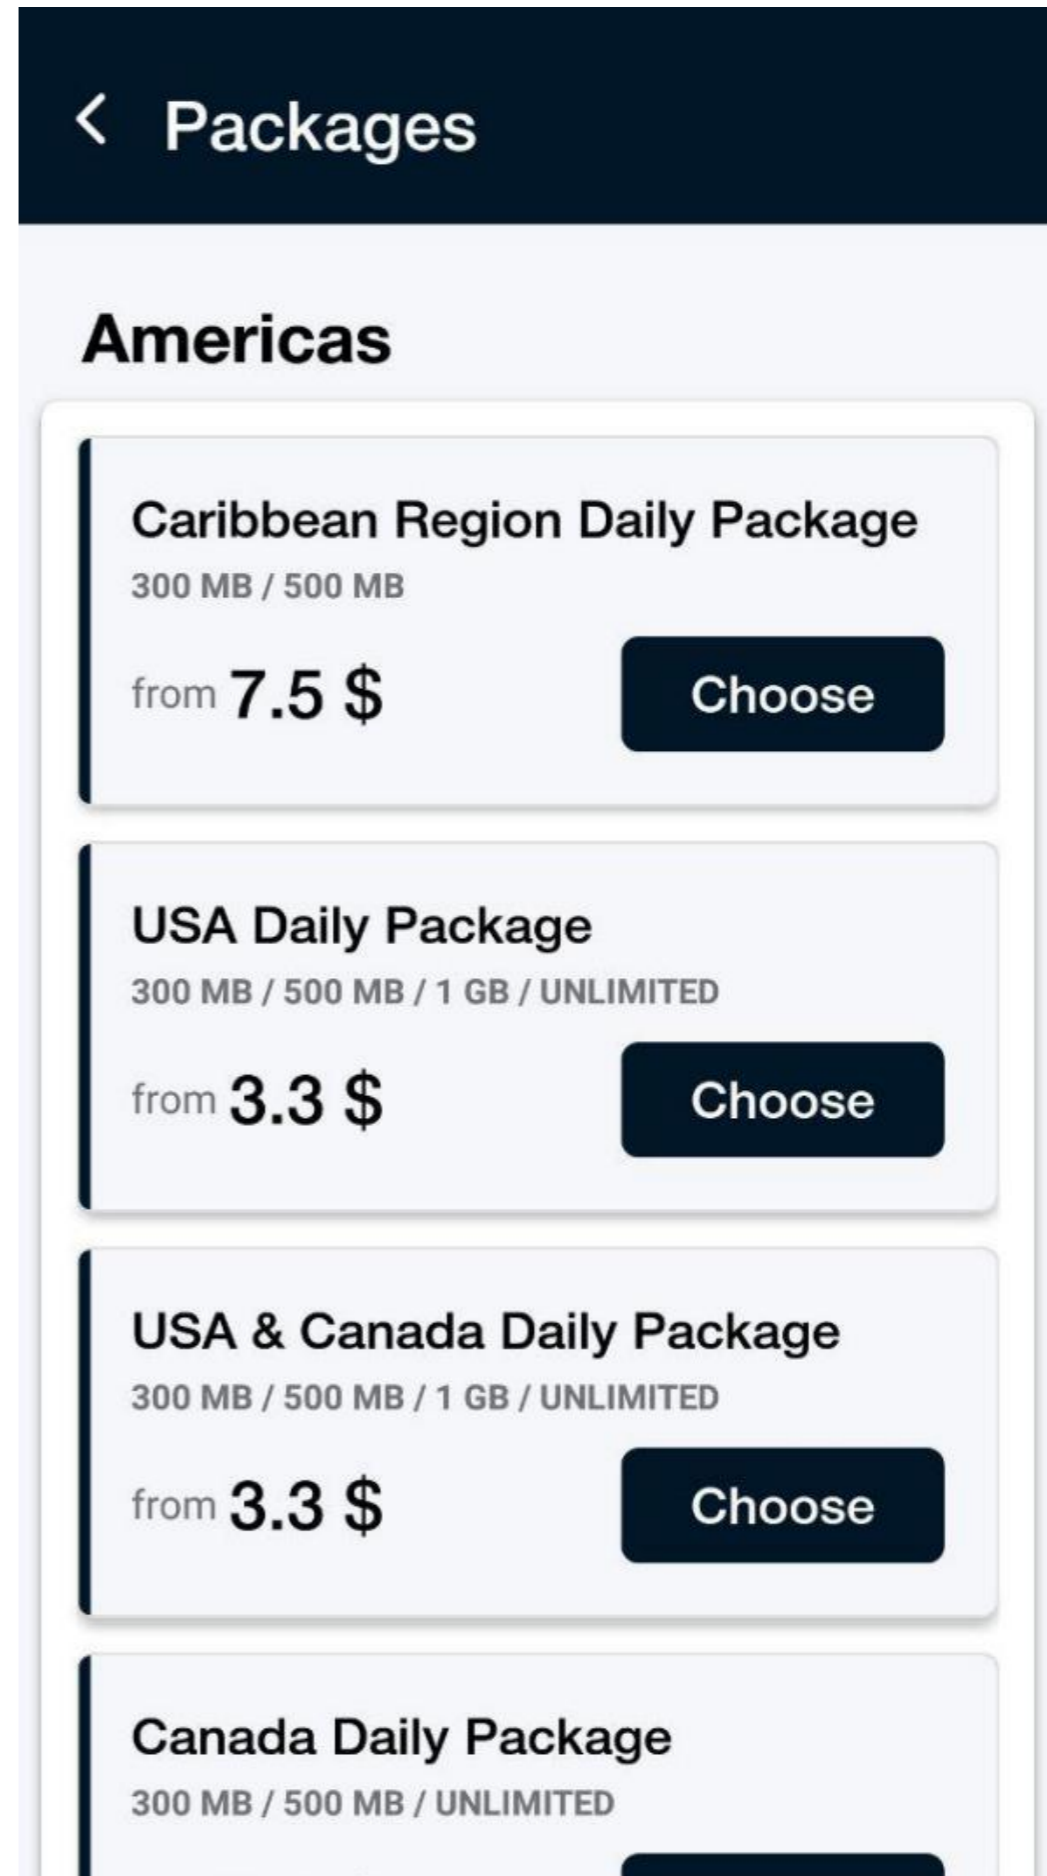 Packages
Americas
Caribbean Region Daily Package
300 MB / 500 MB
from 7.5 $
Choose
USA Daily Package
300 MB / 500 MB / 1 GB / UNLIMITED
from 3.3 $
Choose
USA & Canada Daily Package
300 MB / 500 MB / 1 GB / UNLIMITED
from 3.3 $
Choose
Canada Daily Package
300 MB / 500 MB / UNLIMITED